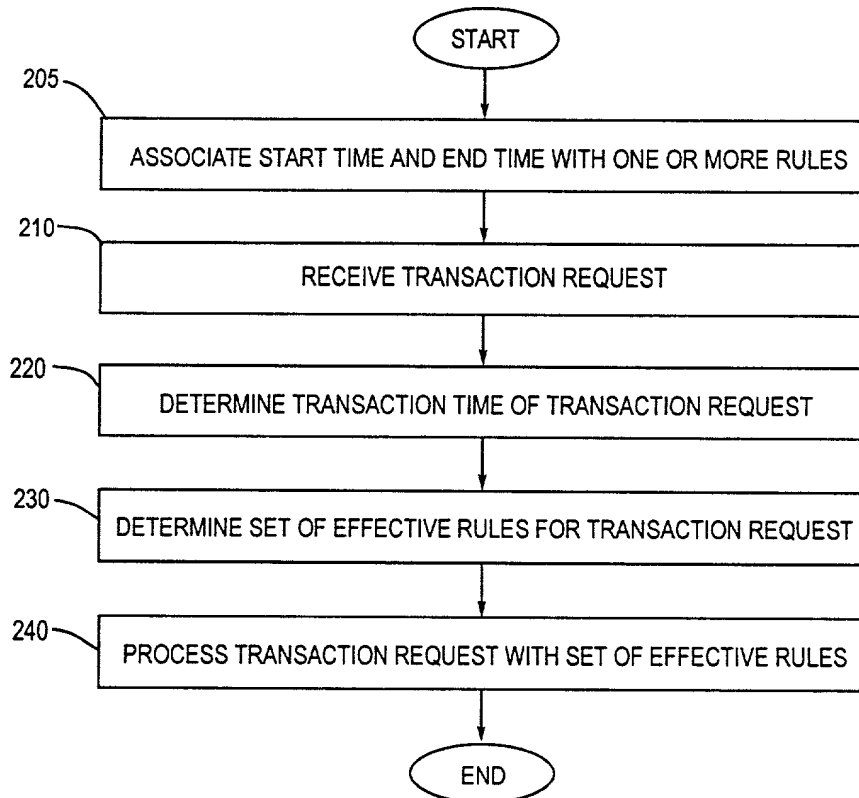 START
205
ASSOCIATE START TIME AND END TIME WITH ONE OR MORE RULES
210
RECEIVE TRANSACTION REQUEST
220
DETERMINE TRANSACTION TIME OF TRANSACTION REQUEST
230
DETERMINE SET OF EFFECTIVE RULES FOR TRANSACTION REQUEST
240
PROCESS TRANSACTION REQUEST WITH SET OF EFFECTIVE RULES
END